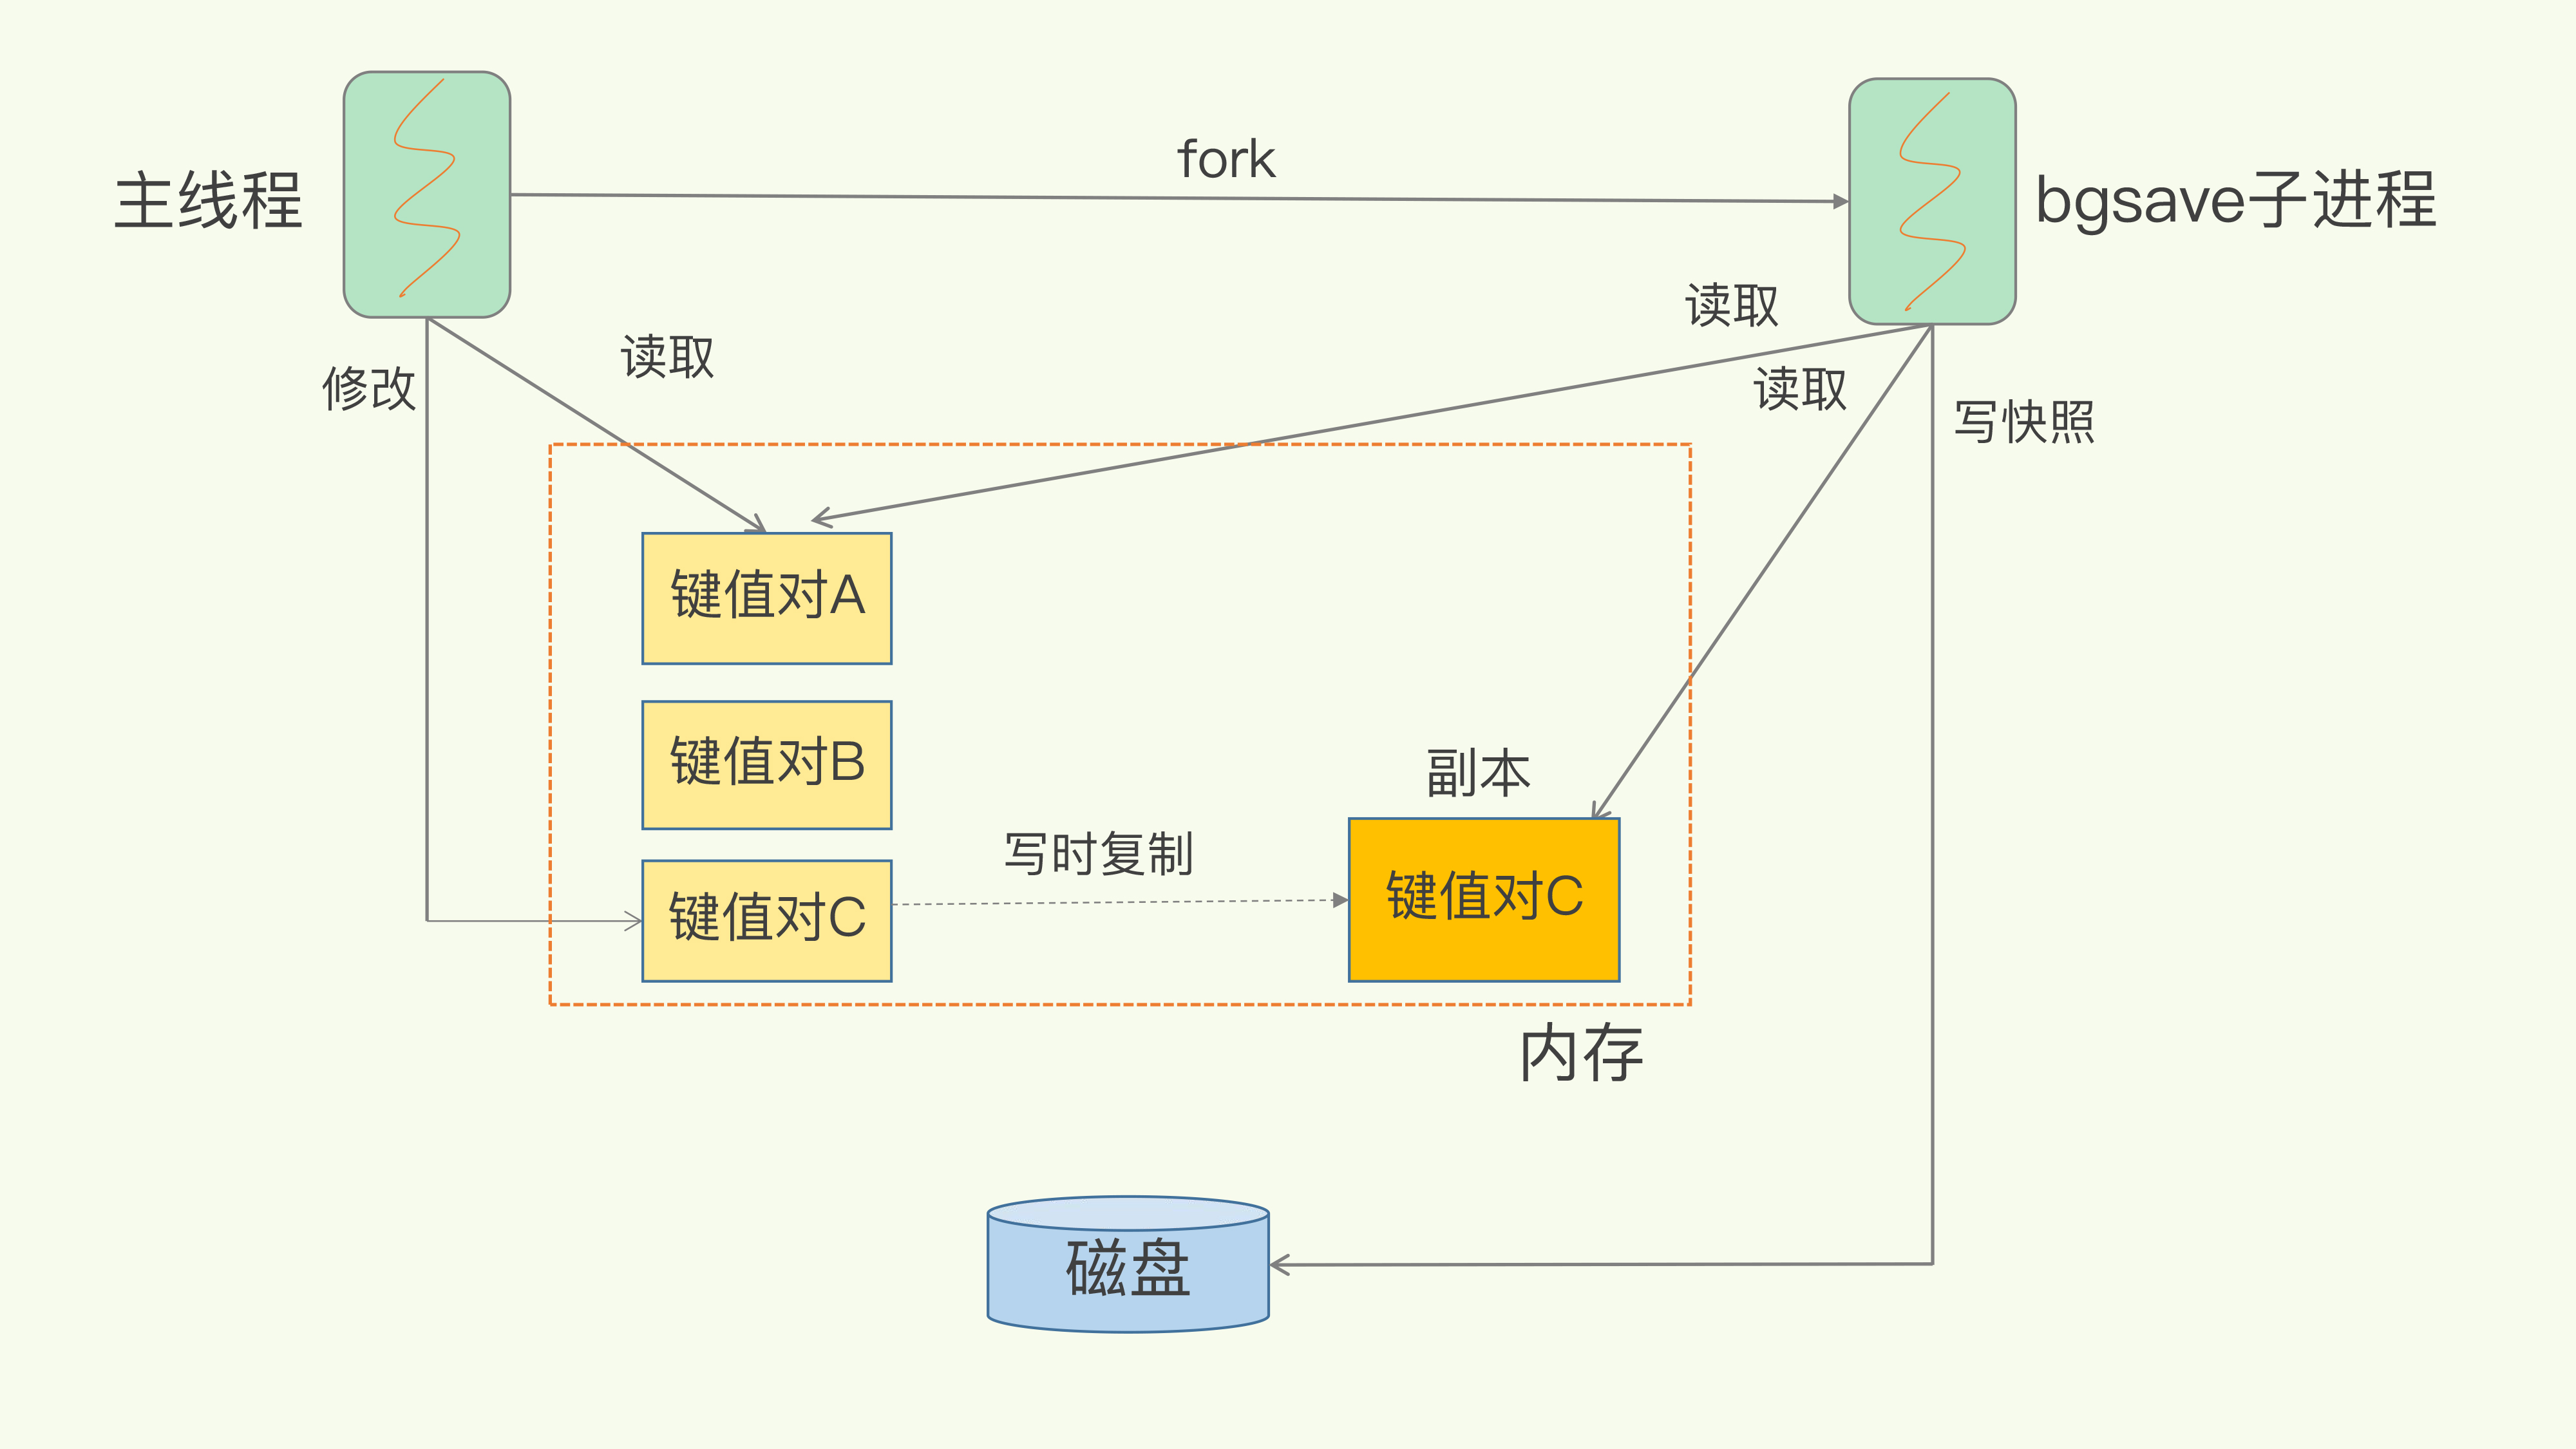 主线程
fork
bgsave子进程
读取
读取
修改
读取
写快照
键值对A
键值对B
副本
写时复制
键值对C
键值对C
内存
磁盘